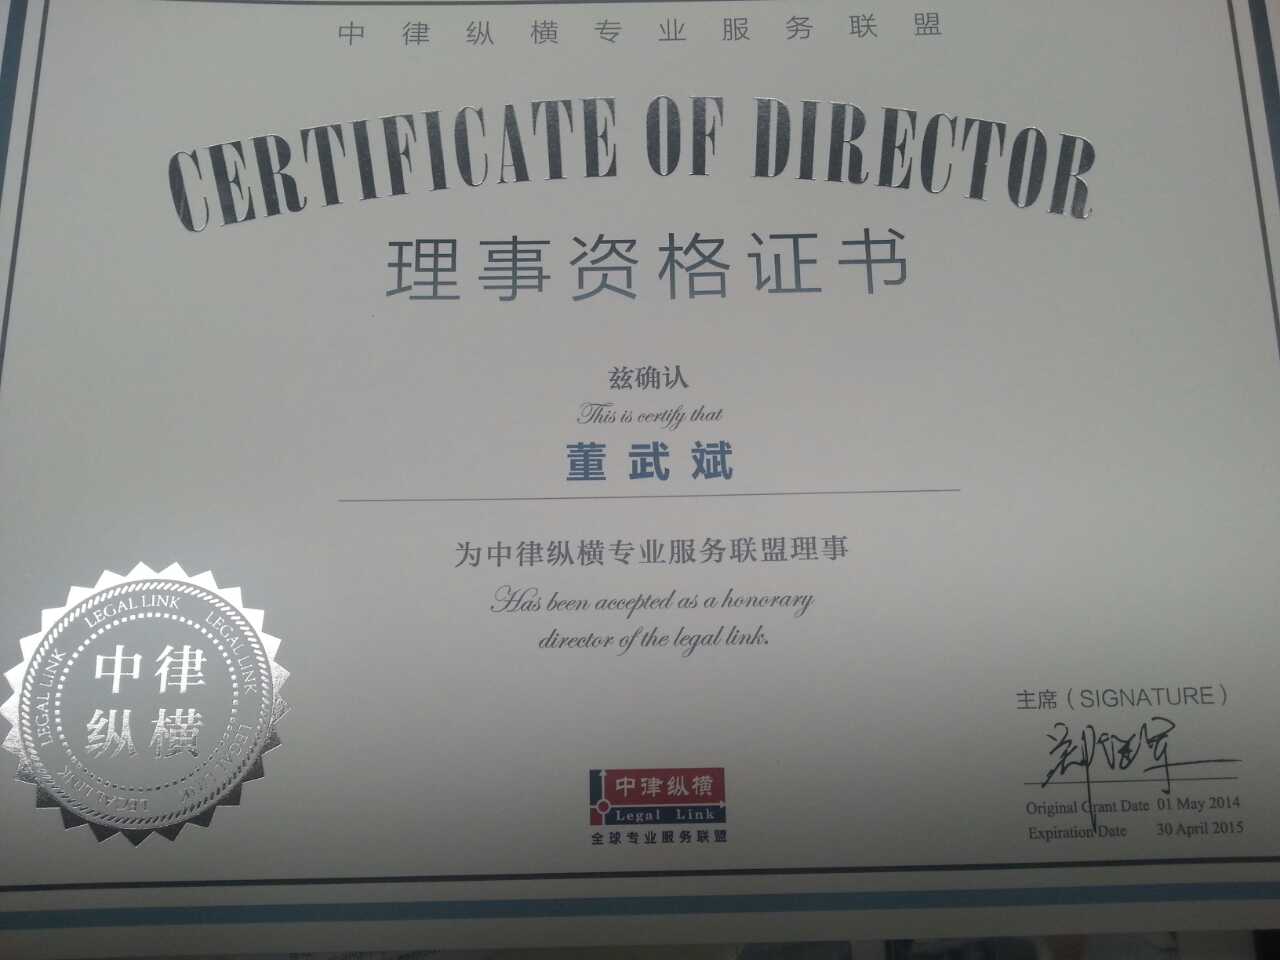 中律纵横专业服务联盟
CERTIFICATE OF DIRECTOR
理事资格证书
兹确认
This is certify that
董武斌
为中律纵横专业服务联盟理事
Has been accepted as a honorary
director of the legal link.
LEGAL LINK LEGAL LINK LEGAL LINK LEGAL LINK LEGAL LINK
中律
纵横
中律纵横
Legal Link
全球专业服务联盟
主席（SIGNATURE）
Original Grant Date 01 May 2014
Expiration Date 30 April 2015